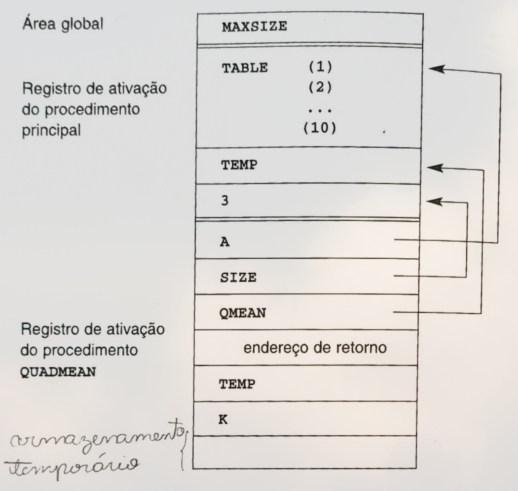 Área global
MAXSIZE
Registro de ativação
do procedimento
principal
TABLE (1)
(2)
...
(10)
TEMP
3
A
SIZE
QMEAN
Registro de ativação
do procedimento
QUADMEAN
endereço de retorno
TEMP
K
armazenamento
temporário